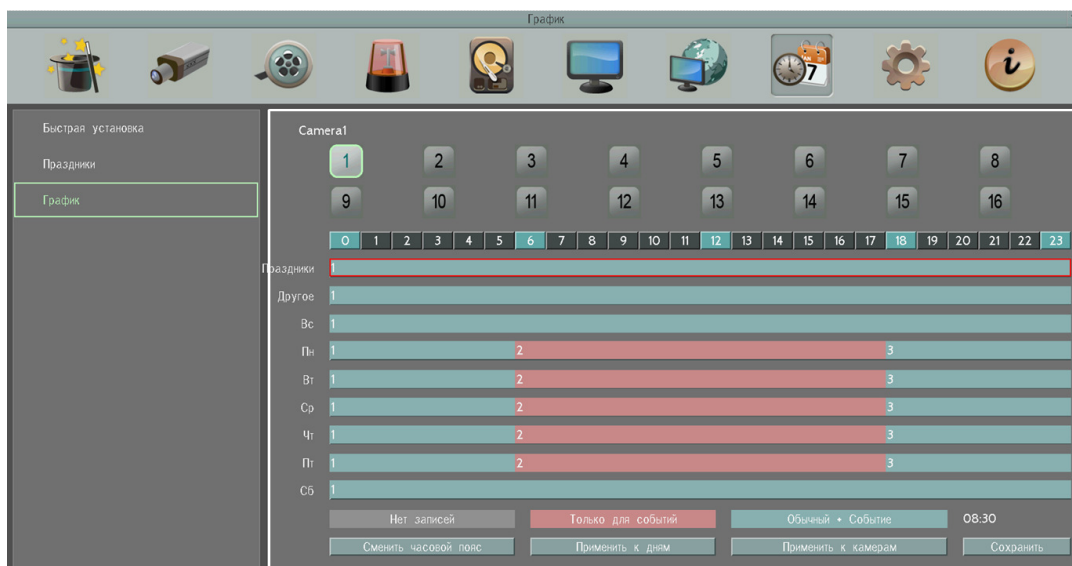 График
7
Быстрая установка
Праздники
График
Camera1
1 2 3 4 5 6 7 8
9 10 11 12 13 14 15 16
0 1 2 3 4 5 6 7 8 9 10 11 12 13 14 15 16 17 18 19 20 21 22 23
Праздники 1
Другое 1
Вс 1
Пн 1 2 3
Вт 1 2 3
Ср 1 2 3
Чт 1 2 3
Пт 1 2 3
Сб 1
Нет записей Только для событий Обычный + Событие 08:30
Сменить часовой пояс Применить к дням Применить к камерам Сохранить